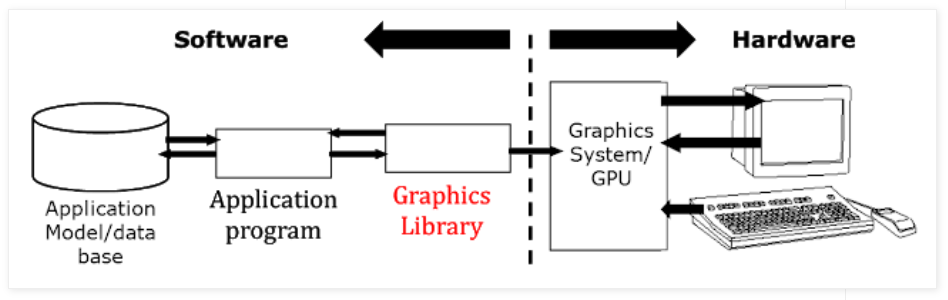 Software
Hardware
Application
Model/data
base
Application
program
Graphics
Library
Graphics
System/
GPU